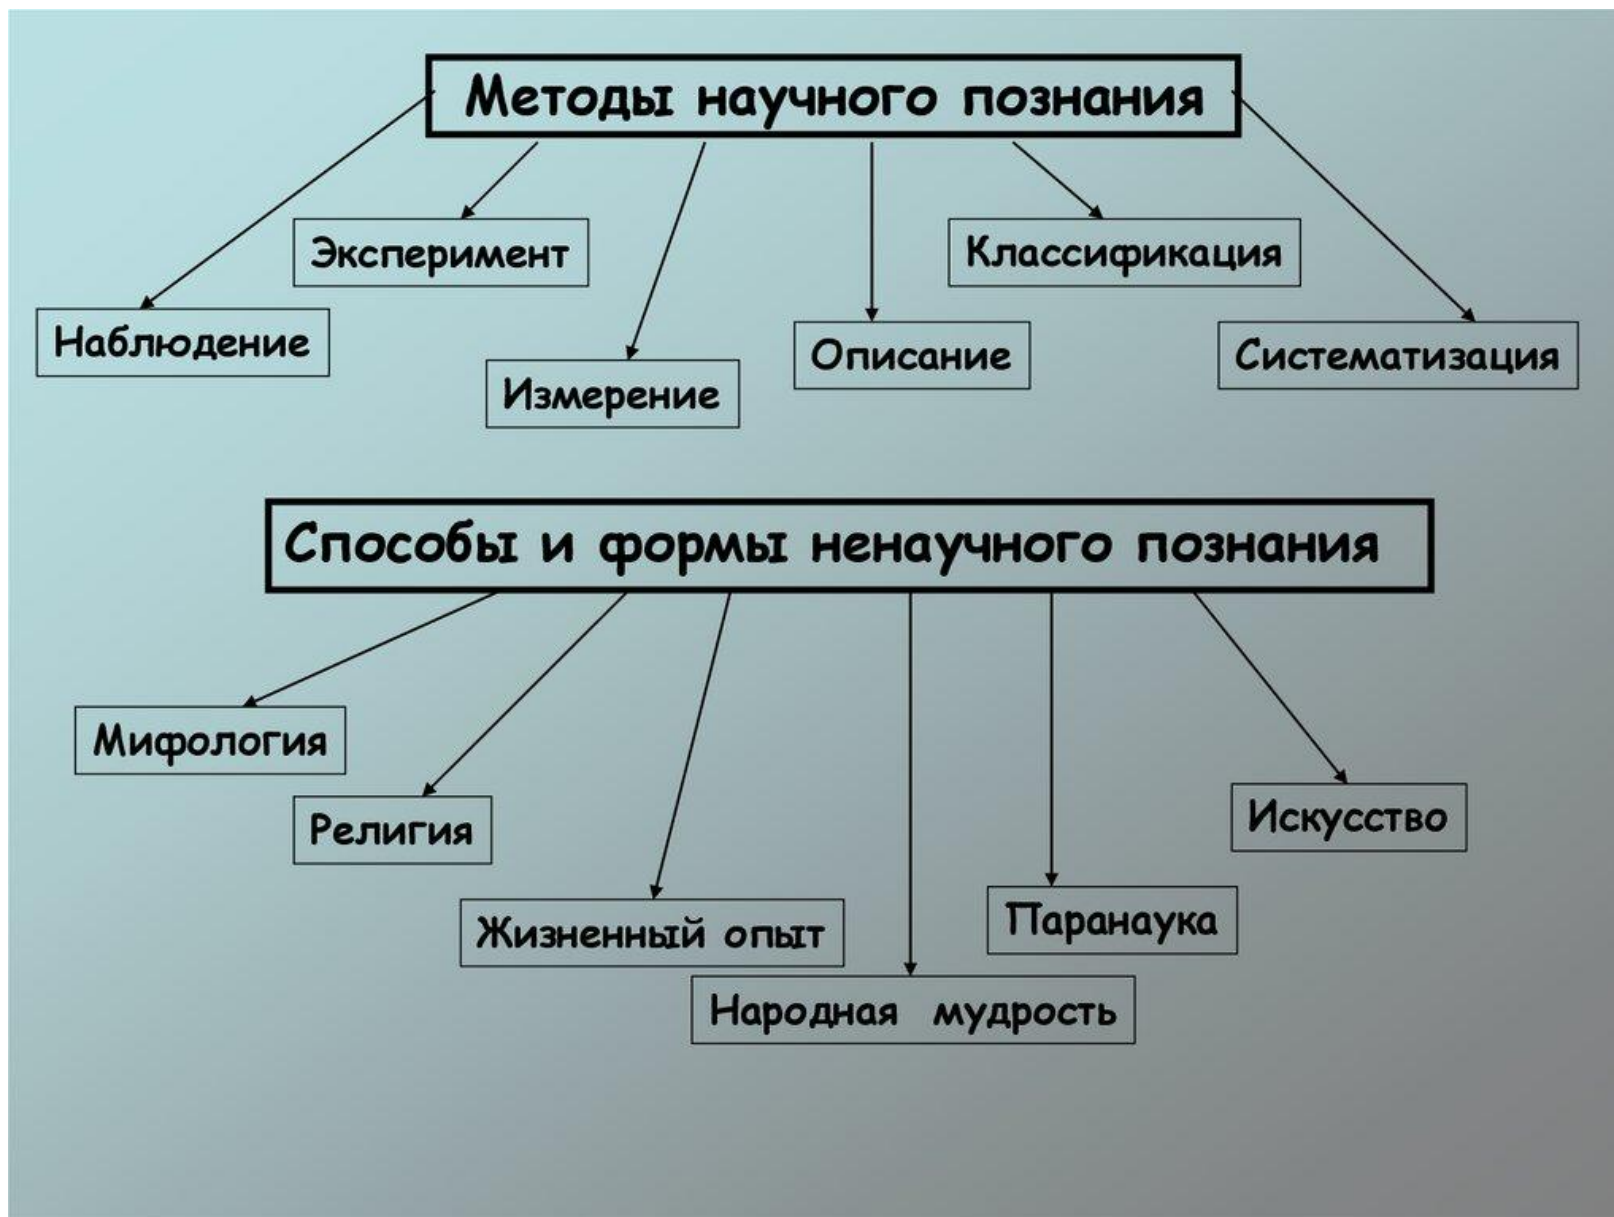 Методы научного познания
Эксперимент
Классификация
Наблюдение
Описание
Систематизация
Измерение
Способы и формы ненаучного познания
Мифология
Религия
Искусство
Жизненный опыт
Паранаука
Народная мудрость